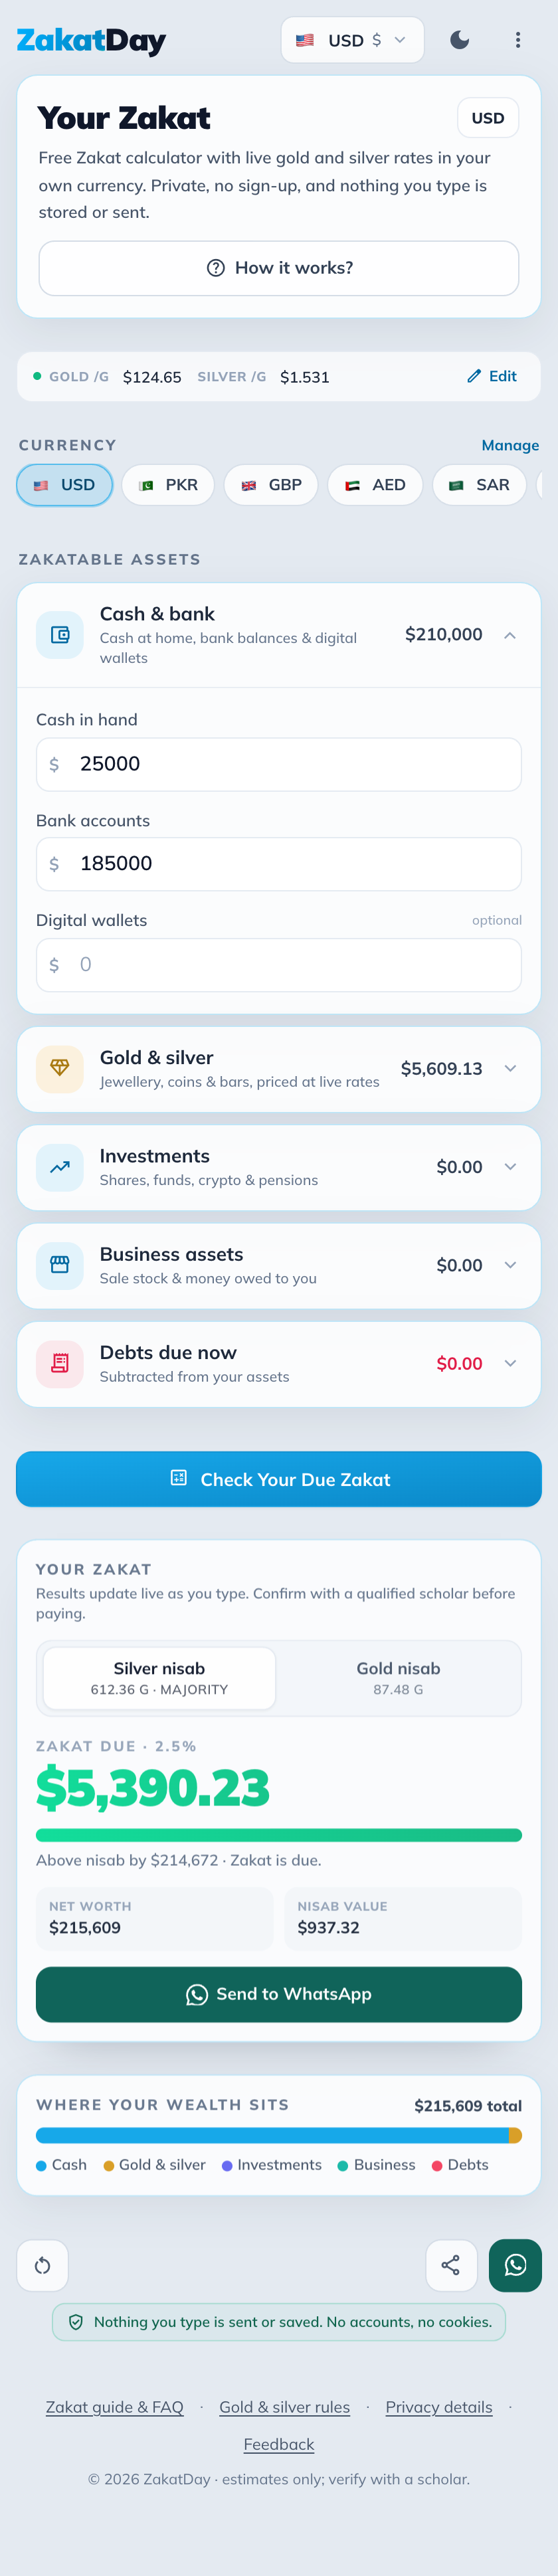 ZakatDay
USD $
Your Zakat
USD
Free Zakat calculator with live gold and silver rates in your
own currency. Private, no sign-up, and nothing you type is
stored or sent.
How it works?
GOLD /G $124.65 SILVER /G $1.531 Edit
CURRENCY Manage
USD PKR GBP AED SAR
ZAKATABLE ASSETS
Cash & bank
Cash at home, bank balances & digital
wallets
$210,000
Cash in hand
$ 25000
Bank accounts
$ 185000
Digital wallets optional
$ 0
Gold & silver
Jewellery, coins & bars, priced at live rates
$5,609.13
Investments
Shares, funds, crypto & pensions
$0.00
Business assets
Sale stock & money owed to you
$0.00
Debts due now
Subtracted from your assets
$0.00
Check Your Due Zakat
YOUR ZAKAT
Results update live as you type. Confirm with a qualified scholar before
paying.
Silver nisab
612.36 G · MAJORITY
Gold nisab
87.48 G
ZAKAT DUE · 2.5%
$5,390.23
Above nisab by $214,672 · Zakat is due.
NET WORTH
$215,609
NISAB VALUE
$937.32
Send to WhatsApp
WHERE YOUR WEALTH SITS $215,609 total
Cash Gold & silver Investments Business Debts
Nothing you type is sent or saved. No accounts, no cookies.
Zakat guide & FAQ · Gold & silver rules · Privacy details ·
Feedback
© 2026 ZakatDay · estimates only; verify with a scholar.